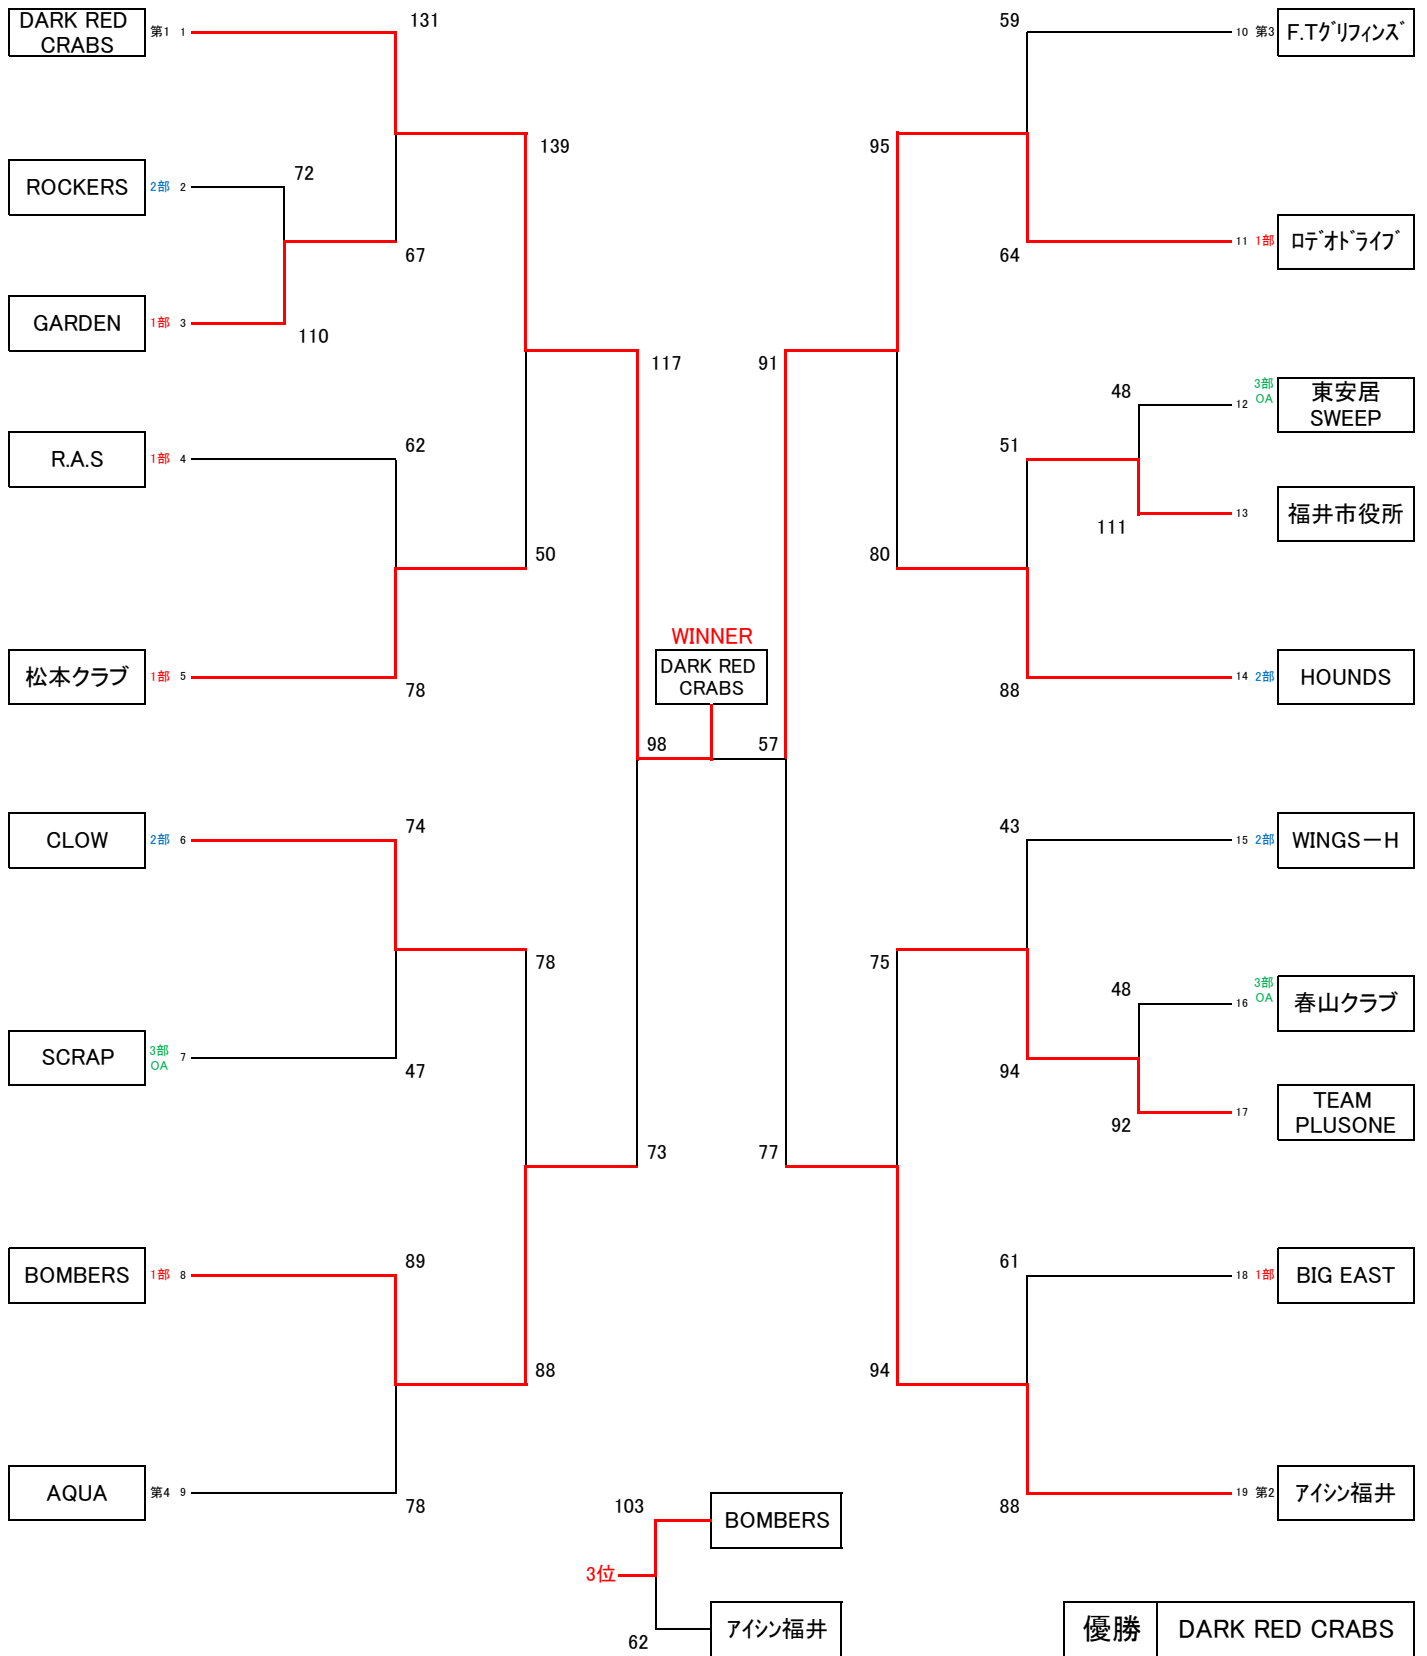 DARK RED
CRABS
第1 1
131
ROCKERS
2部 2
72
139
67
GARDEN
1部 3
110
117
R.A.S
1部 4
62
50
松本クラブ
1部 5
78
WINNER
DARK RED
CRABS
98
57
CLOW
2部 6
74
78
SCRAP
3部
OA
7
47
73
BOMBERS
1部 8
89
88
AQUA
第4 9
78
59
10 第3
F.Tグリフィンズ
95
64
11 1部
ロデオドライブ
91
48
3部
OA
12
東安居
SWEEP
51
111
13
福井市役所
80
88
14 2部
HOUNDS
43
15 2部
WINGS－H
75
48
3部
OA
16
春山クラブ
94
92
17
TEAM
PLUSONE
77
61
18 1部
BIG EAST
94
88
19 第2
アイシン福井
103
BOMBERS
3位
62
アイシン福井
優勝
DARK RED CRABS